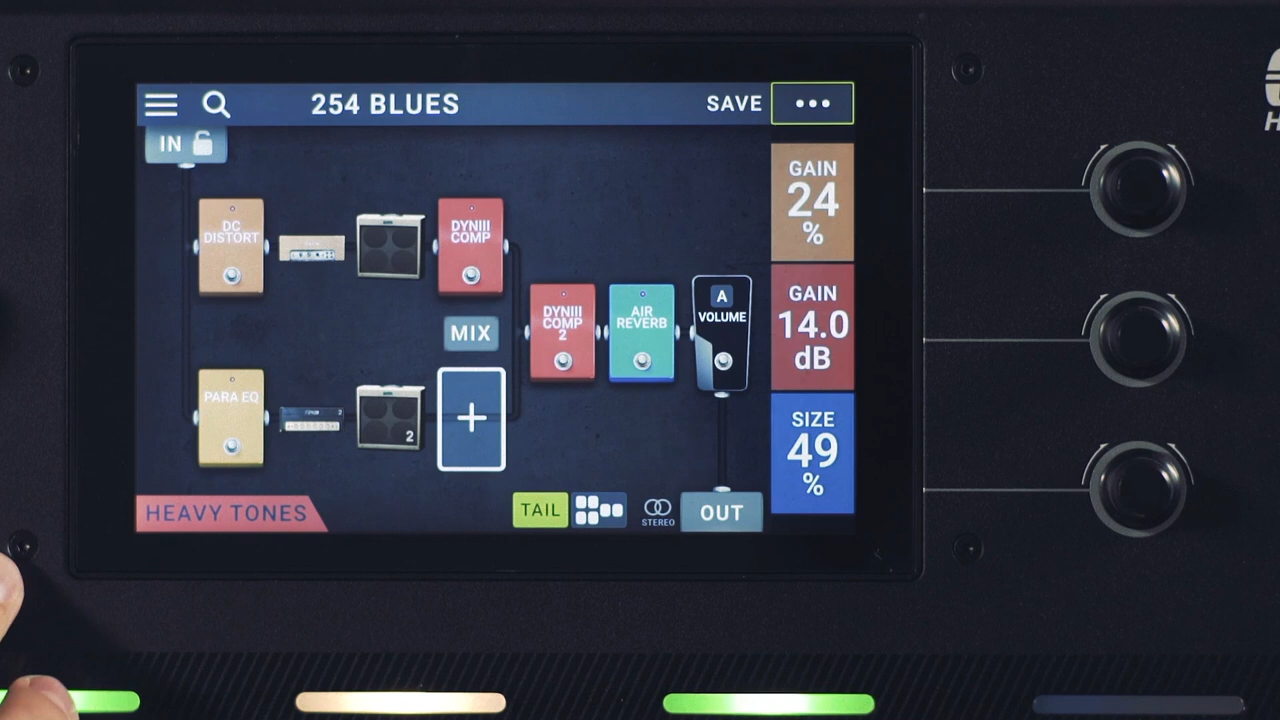 254 BLUES
SAVE
•••
IN
GAIN
24
%
DC
DISTORT
DYNIII
COMP
GAIN
14.0
dB
DYNIII
COMP
2
AIR
REVERB
A
VOLUME
MIX
PARA EQ
2
+
SIZE
49
%
HEAVY TONES
TAIL
STEREO
OUT
H